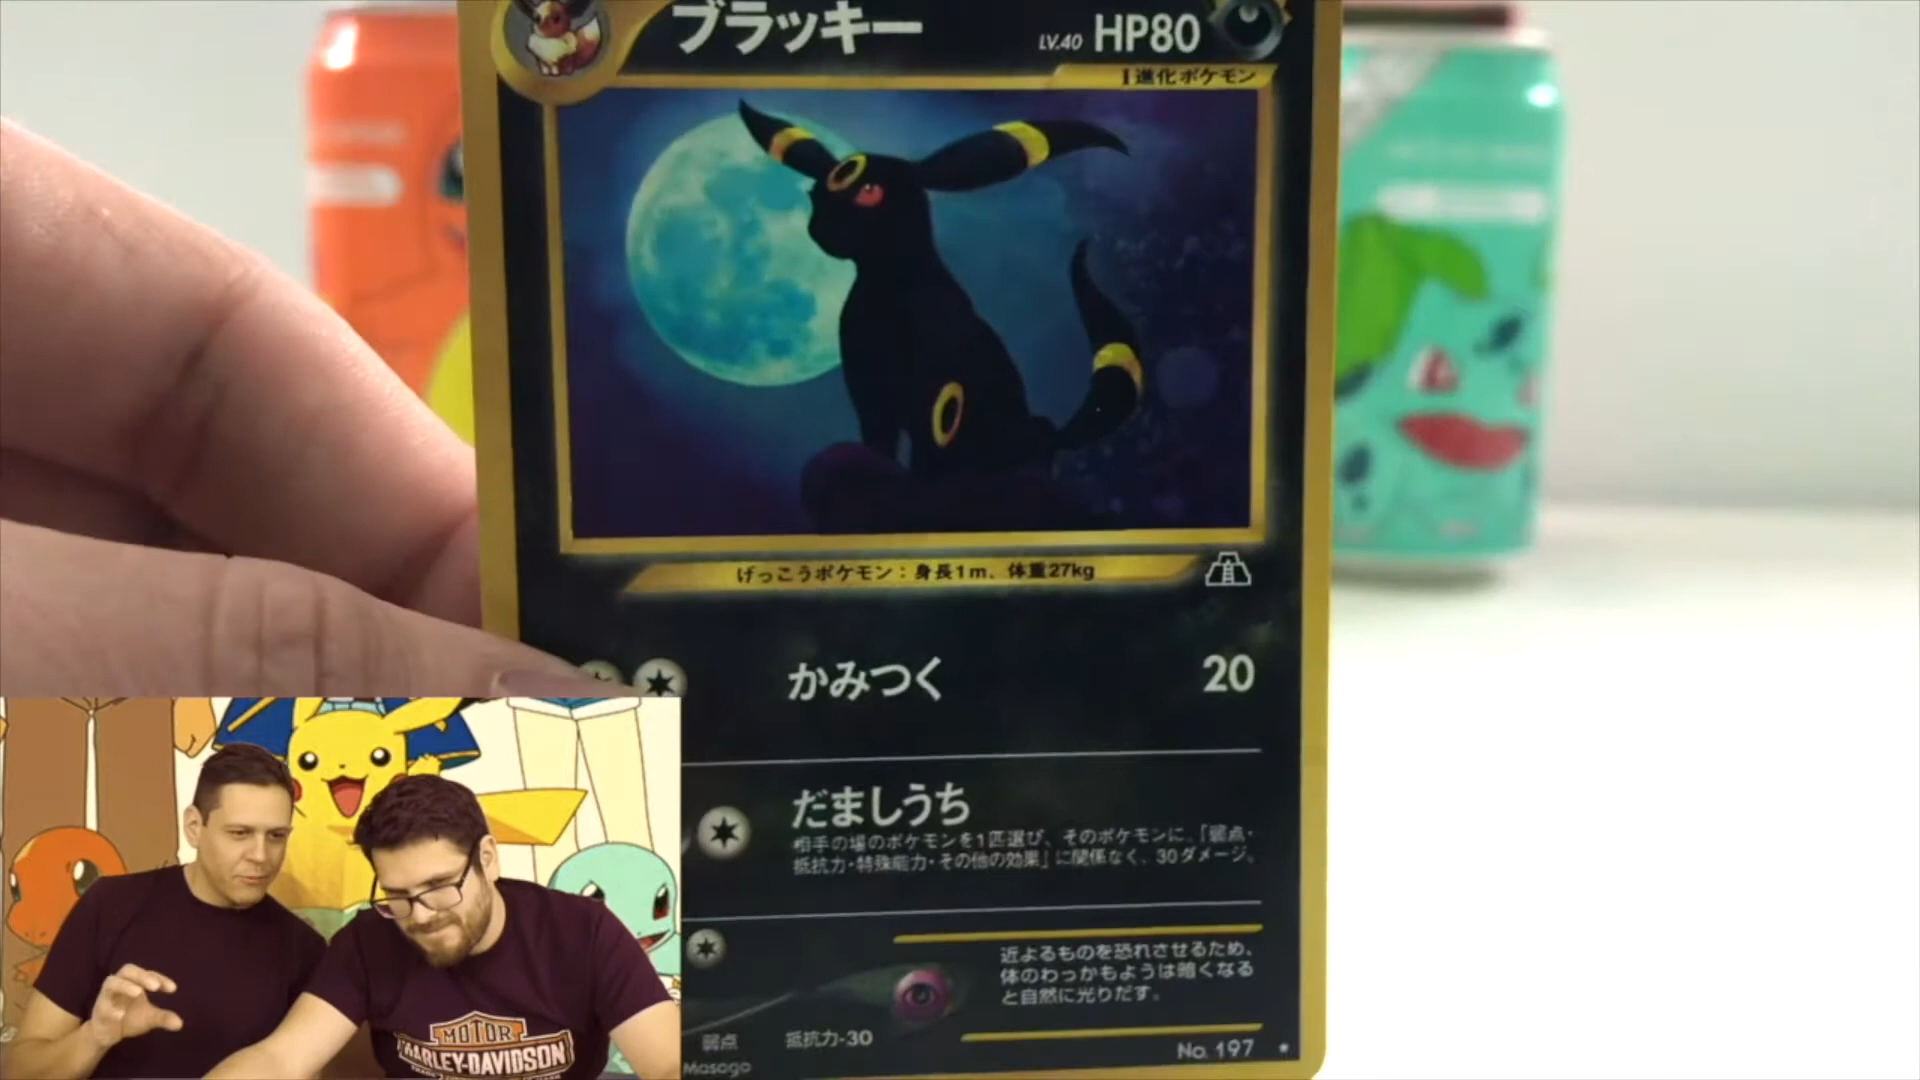 ブラッキー
LV.40 HP80
I進化ポケモン
げっこうポケモン：身長1m、体重27kg
かみつく 20
だましうち
相手の場のポケモンを1匹選び、そのポケモンに、「弱点・
抵抗力・特殊能力・その他の効果」に関係なく、30ダメージ。
近よるものを恐れさせるため、
体のわっかもようは暗くなる
と自然に光りだす。
弱点 抵抗力-30
No. 197 ★
Masago
MOTOR
HARLEY-DAVIDSON